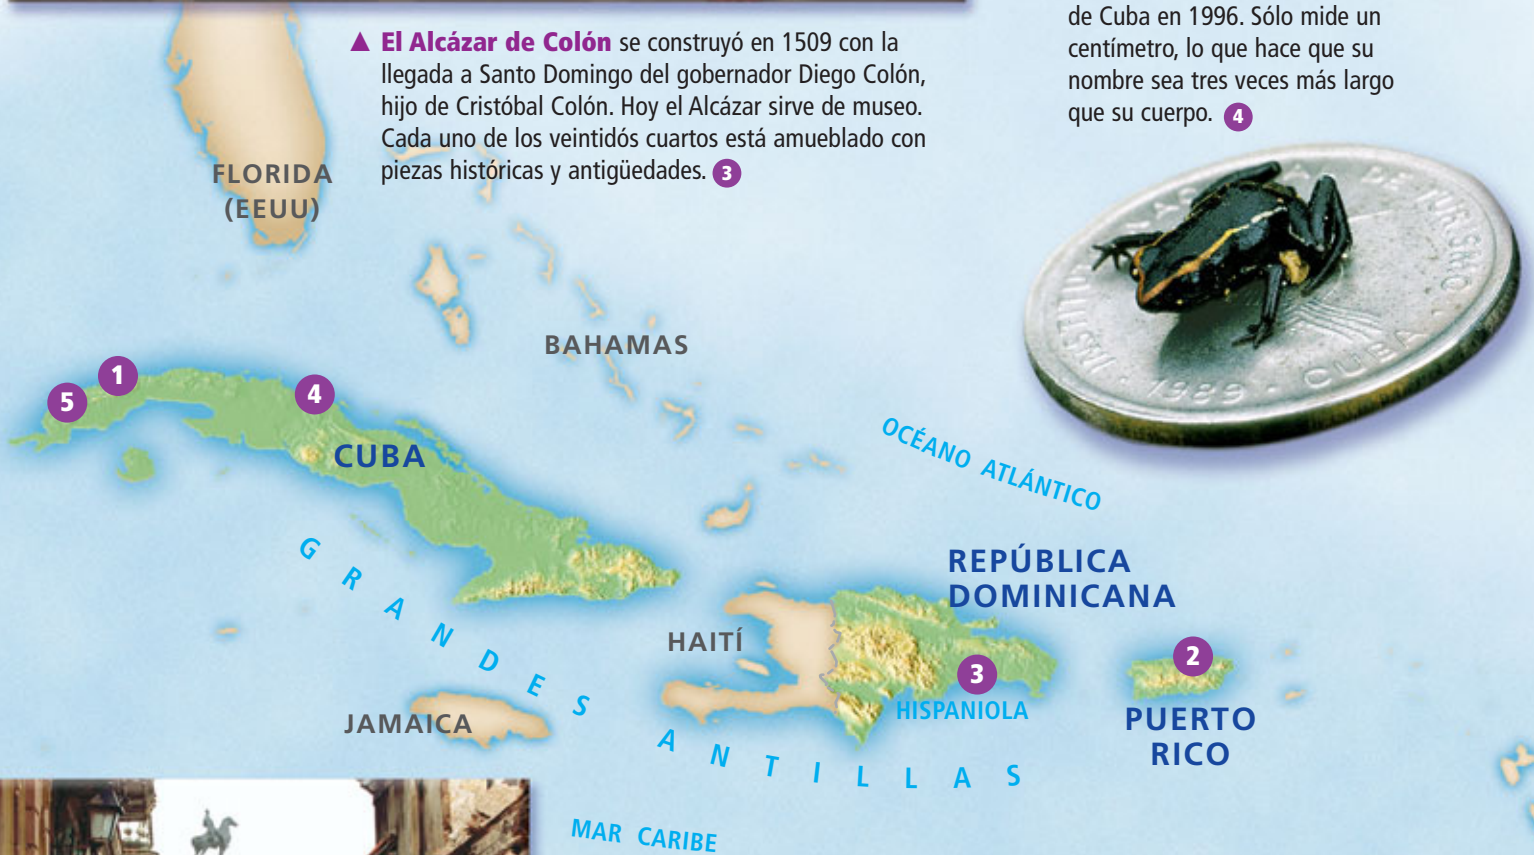 ▲ El Alcázar de Colón se construyó en 1509 con la
llegada a Santo Domingo del gobernador Diego Colón,
hijo de Cristóbal Colón. Hoy el Alcázar sirve de museo.
Cada uno de los veintidós cuartos está amueblado con
piezas históricas y antigüedades. 3
de Cuba en 1996. Sólo mide un
centímetro, lo que hace que su
nombre sea tres veces más largo
que su cuerpo. 4
FLORIDA
(EEUU)
DE TURISMO
1989 · CUBA
BAHAMAS
1
5
4
CUBA
OCÉANO ATLÁNTICO
GRANDES ANTILLAS
REPÚBLICA
DOMINICANA
HAITÍ
3
HISPANIOLA
2
PUERTO
RICO
JAMAICA
MAR CARIBE